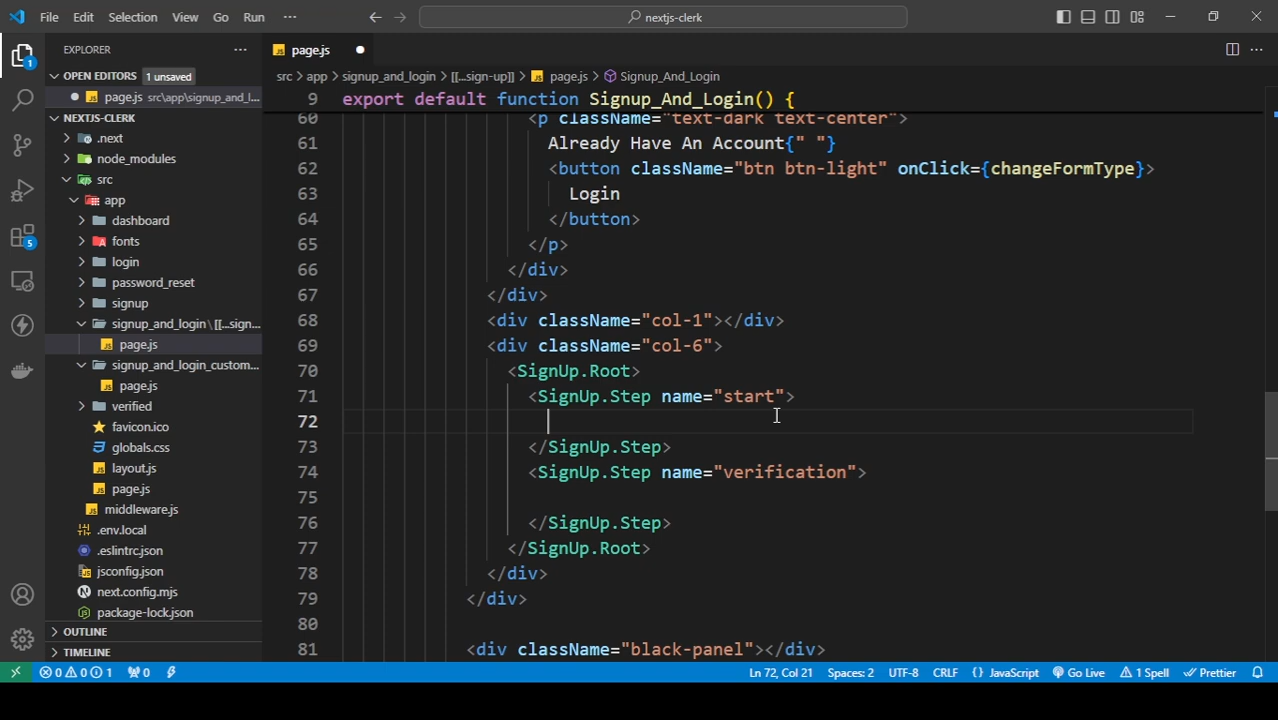 File Edit Selection View Go Run ··· nextjs-clerk
EXPLORER ··· page.js
OPEN EDITORS 1 unsaved
page.js src\app\signup_and_l...
NEXTJS-CLERK
.next
node_modules
src
app
dashboard
fonts
login
password_reset
signup
signup_and_login \ [[...sign...
page.js
signup_and_login_custom...
page.js
verified
favicon.ico
globals.css
layout.js
page.js
middleware.js
.env.local
.eslintrc.json
jsconfig.json
next.config.mjs
package-lock.json
OUTLINE
TIMELINE
src > app > signup_and_login > [[...sign-up]] > page.js > Signup_And_Login
9 export default function Signup_And_Login() {
60 <p className="text-dark text-center">
61 Already Have An Account{" "}
62 <button className="btn btn-light" onClick={changeFormType}>
63 Login
64 </button>
65 </p>
66 </div>
67 </div>
68 <div className="col-1"></div>
69 <div className="col-6">
70 <SignUp.Root>
71 <SignUp.Step name="start">
72
73 </SignUp.Step>
74 <SignUp.Step name="verification">
75
76 </SignUp.Step>
77 </SignUp.Root>
78 </div>
79 </div>
80
81 <div className="black-panel"></div>
0 0 1 0 Ln 72, Col 21 Spaces: 2 UTF-8 CRLF {} JavaScript Go Live 1 Spell Prettier